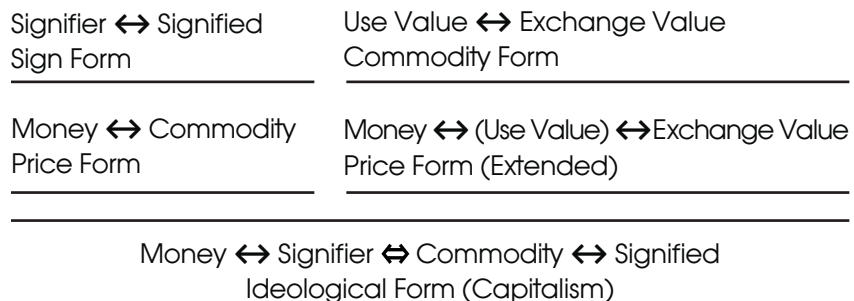 Signifier ↔ Signified
Sign Form
Use Value ↔ Exchange Value
Commodity Form
Money ↔ Commodity
Price Form
Money ↔ (Use Value) ↔Exchange Value
Price Form (Extended)
Money ↔ Signifier ⇔ Commodity ↔ Signified
Ideological Form (Capitalism)